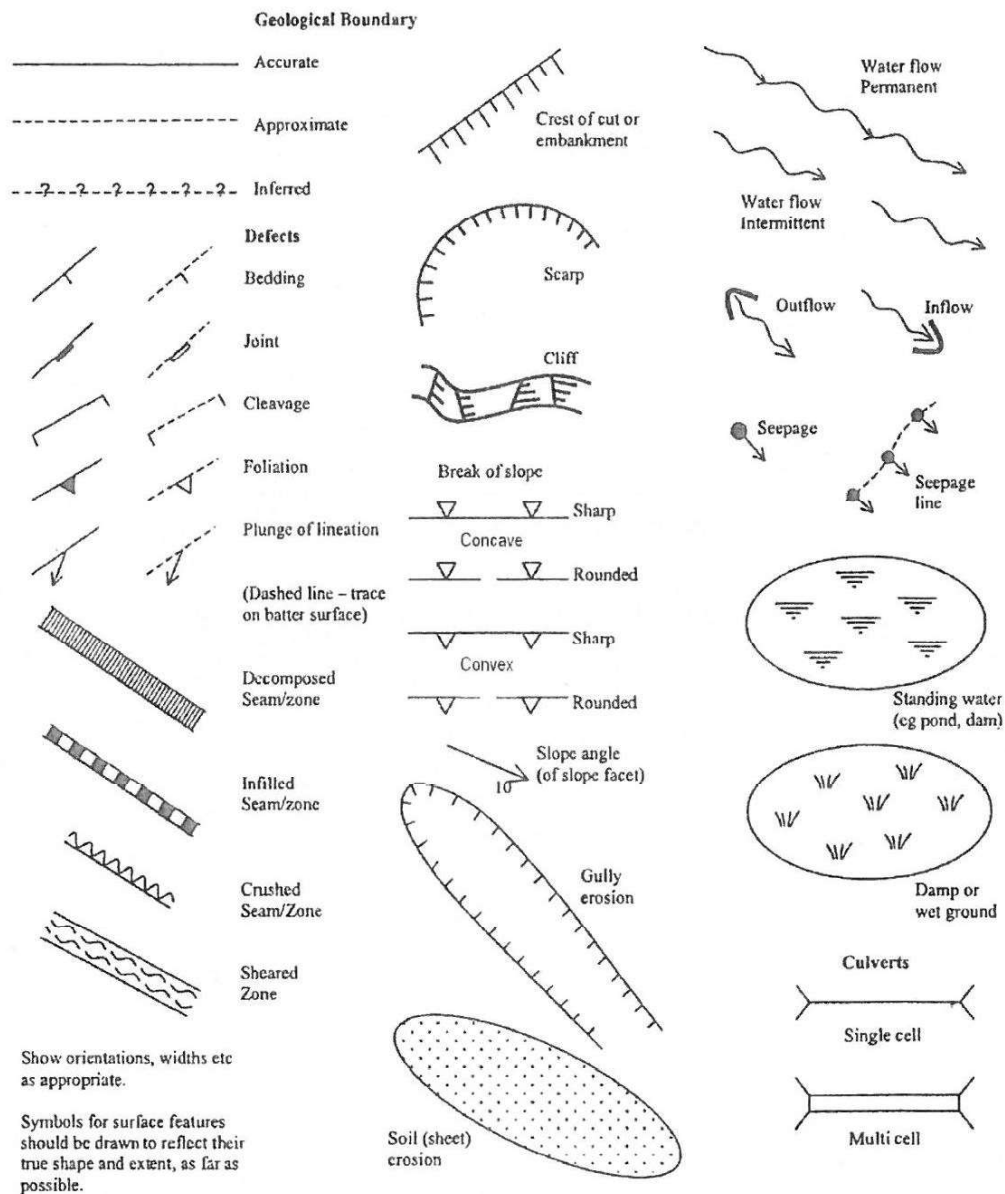 Geological Boundary
Accurate
Approximate
? ? ? ? ? ?
Inferred
Defects
Bedding
Joint
Cleavage
Foliation
Plunge of lineation
(Dashed line – trace
on batter surface)
Decomposed
Seam/zone
Infilled
Seam/zone
Crushed
Seam/Zone
Sheared
Zone
Show orientations, widths etc
as appropriate.
Symbols for surface features
should be drawn to reflect their
true shape and extent, as far as
possible.
Crest of cut or
embankment
Scarp
Cliff
Break of slope
Sharp
Concave
Rounded
Sharp
Convex
Rounded
Slope angle
(of slope facet)
10
Gully
erosion
Soil (sheet)
erosion
Water flow
Permanent
Water flow
Intermittent
Outflow
Inflow
Seepage
Seepage
line
Standing water
(eg pond, dam)
Damp or
wet ground
Culverts
Single cell
Multi cell